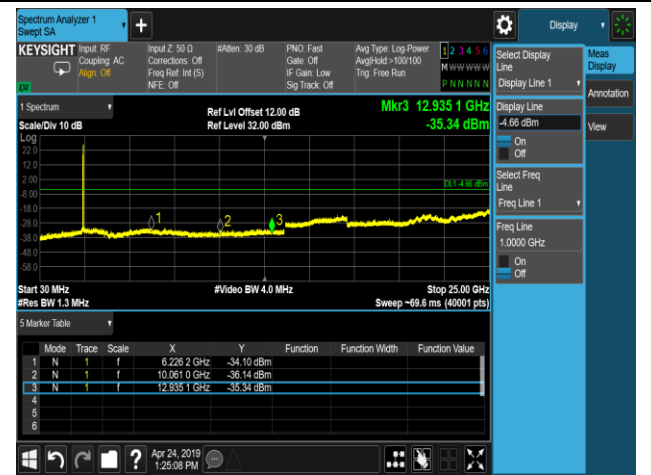 Spectrum Analyzer 1
Swept SA
Display
KEYSIGHT
Input: RF
Coupling: AC
Align: Off
Input Z: 50 Ω
Corrections: Off
Freq Ref: Int (S)
NFE: Off
#Atten: 30 dB
PNO: Fast
Gate: Off
IF Gain: Low
Sig Track: Off
Avg Type: Log-Power
Avg|Hold:>100/100
Trig: Free Run
1 2 3 4 5 6
M W W W W W
P N N N N N
Select Display Line
Display Line 1
Meas Display
Annotation
View
1 Spectrum
Scale/Div 10 dB
Ref Lvl Offset 12.00 dB
Ref Level 32.00 dBm
Mkr3 12.935 1 GHz
-35.34 dBm
Display Line
-4.66 dBm
On
Off
Log
22.0
12.0
2.00
-8.00
-18.0
-28.0
-38.0
-48.0
-58.0
DL1 -4.66 dBm
1
2
3
Select Freq Line
Freq Line 1
Freq Line
1.0000 GHz
On
Off
Start 30 MHz
#Video BW 4.0 MHz
Stop 25.00 GHz
#Res BW 1.3 MHz
Sweep ~69.6 ms (40001 pts)
5 Marker Table
Mode Trace Scale X Y Function Function Width Function Value
1 N 1 f 6.226 2 GHz -34.10 dBm
2 N 1 f 10.061 0 GHz -36.14 dBm
3 N 1 f 12.935 1 GHz -35.34 dBm
4
5
6
Apr 24, 2019
1:25:08 PM